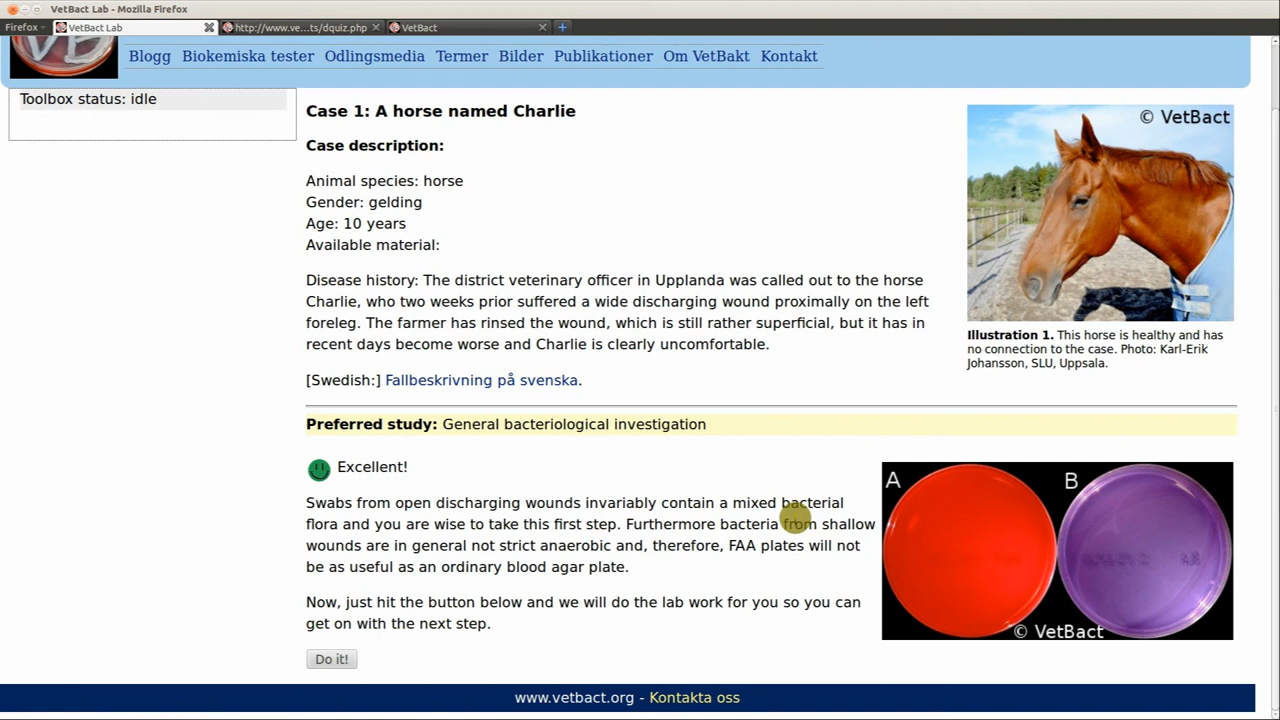 VetBact Lab - Mozilla Firefox
Firefox
VetBact Lab
http://www.ve...ts/dquiz.php
VetBact
Blogg Biokemiska tester Odlingsmedia Termer Bilder Publikationer Om VetBakt Kontakt
Toolbox status: idle
Case 1: A horse named Charlie
Case description:
Animal species: horse
Gender: gelding
Age: 10 years
Available material:
Disease history: The district veterinary officer in Upplanda was called out to the horse
Charlie, who two weeks prior suffered a wide discharging wound proximally on the left
foreleg. The farmer has rinsed the wound, which is still rather superficial, but it has in
recent days become worse and Charlie is clearly uncomfortable.
[Swedish:] Fallbeskrivning på svenska.
© VetBact
Illustration 1. This horse is healthy and has
no connection to the case. Photo: Karl-Erik
Johansson, SLU, Uppsala.
Preferred study: General bacteriological investigation
Excellent!
Swabs from open discharging wounds invariably contain a mixed bacterial
flora and you are wise to take this first step. Furthermore bacteria from shallow
wounds are in general not strict anaerobic and, therefore, FAA plates will not
be as useful as an ordinary blood agar plate.
Now, just hit the button below and we will do the lab work for you so you can
get on with the next step.
A B
© VetBact
Do it!
www.vetbact.org - Kontakta oss